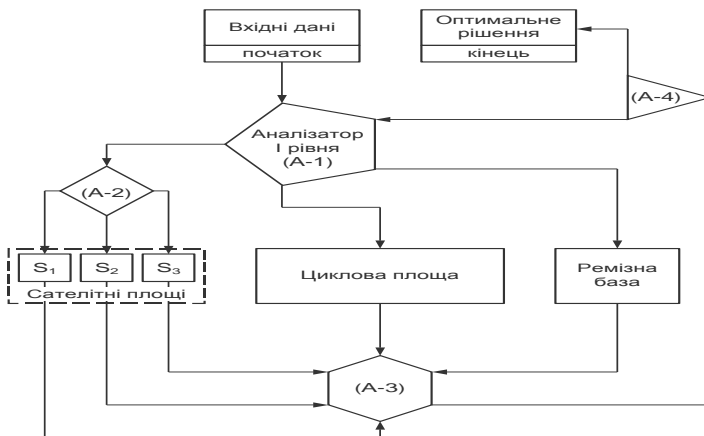 Вхідні дані
початок
Оптимальне
рішення
кінець
(А-4)
Аналізатор
І рівня
(А-1)
(А-2)
S₁ S₂ S₃
Сателітні площі
Циклова площа
Ремізна
база
(А-3)